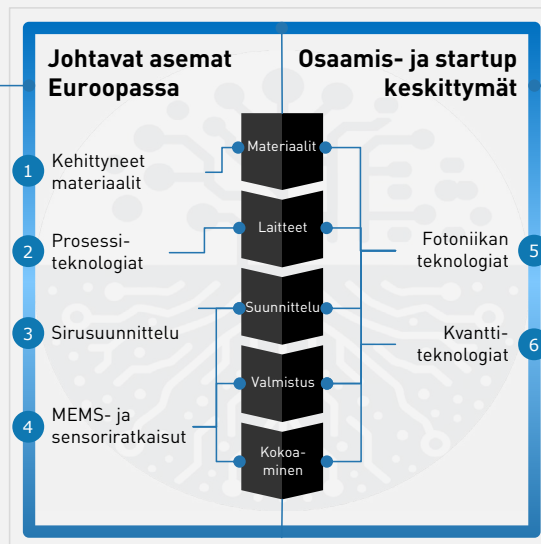 Johtavat asemat
Euroopassa
Osaamis- ja startup
keskittymät
1
Kehittyneet
materiaalit
2
Prosessi-
teknologiat
3
Sirusuunnittelu
4
MEMS- ja
sensoriratkaisut
Materiaalit
Laitteet
Suunnittelu
Valmistus
Kokoa-
minen
Fotoniikan
teknologiat
5
Kvantti-
teknologiat
6